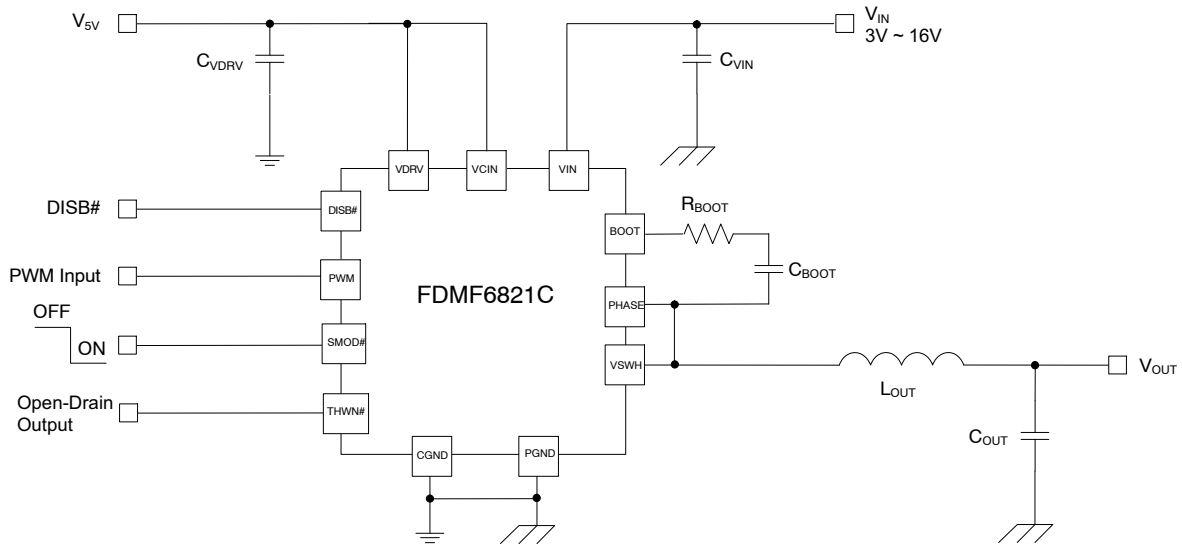 V5V
VIN
3V ~ 16V
CVDRV
CVIN
VDRV
VCIN
VIN
DISB#
DISB#
RBOOT
BOOT
PWM Input
PWM
CBOOT
FDMF6821C
PHASE
OFF
ON
SMOD#
VSWH
VOUT
LOUT
Open-Drain
Output
THWN#
COUT
CGND
PGND